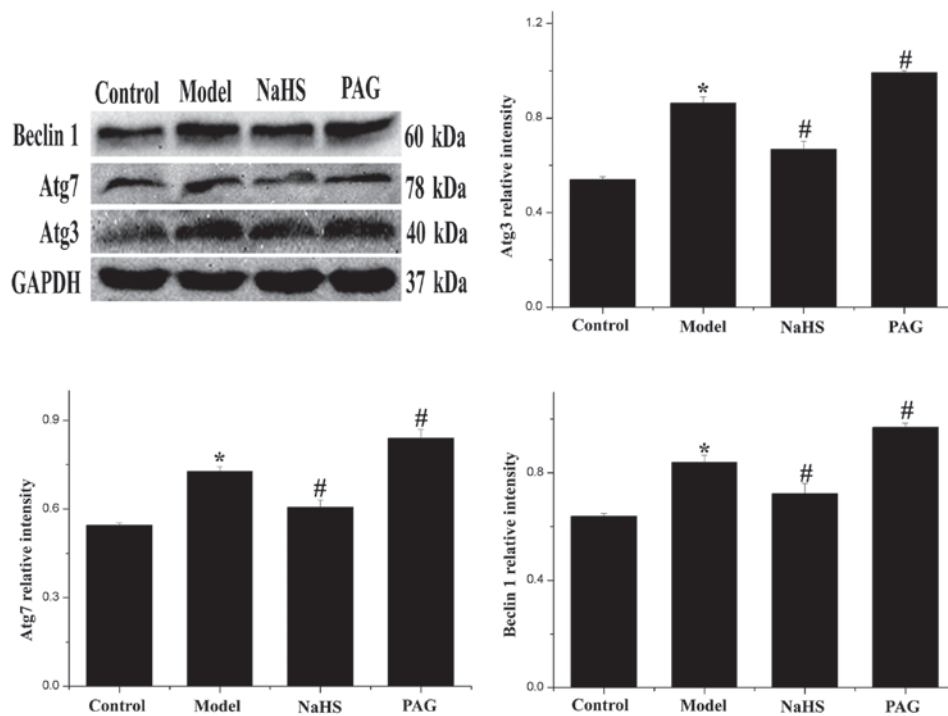 Control Model NaHS PAG
Beclin 1 60 kDa
Atg7 78 kDa
Atg3 40 kDa
GAPDH 37 kDa
Atg3 relative intensity
1.2
0.8
0.4
0.0
* # #
Control Model NaHS PAG
Atg7 relative intensity
0.9
0.6
0.3
0.0
* # #
Control Model NaHS PAG
Beclin 1 relative intensity
0.8
0.4
0.0
* # #
Control Model NaHS PAG